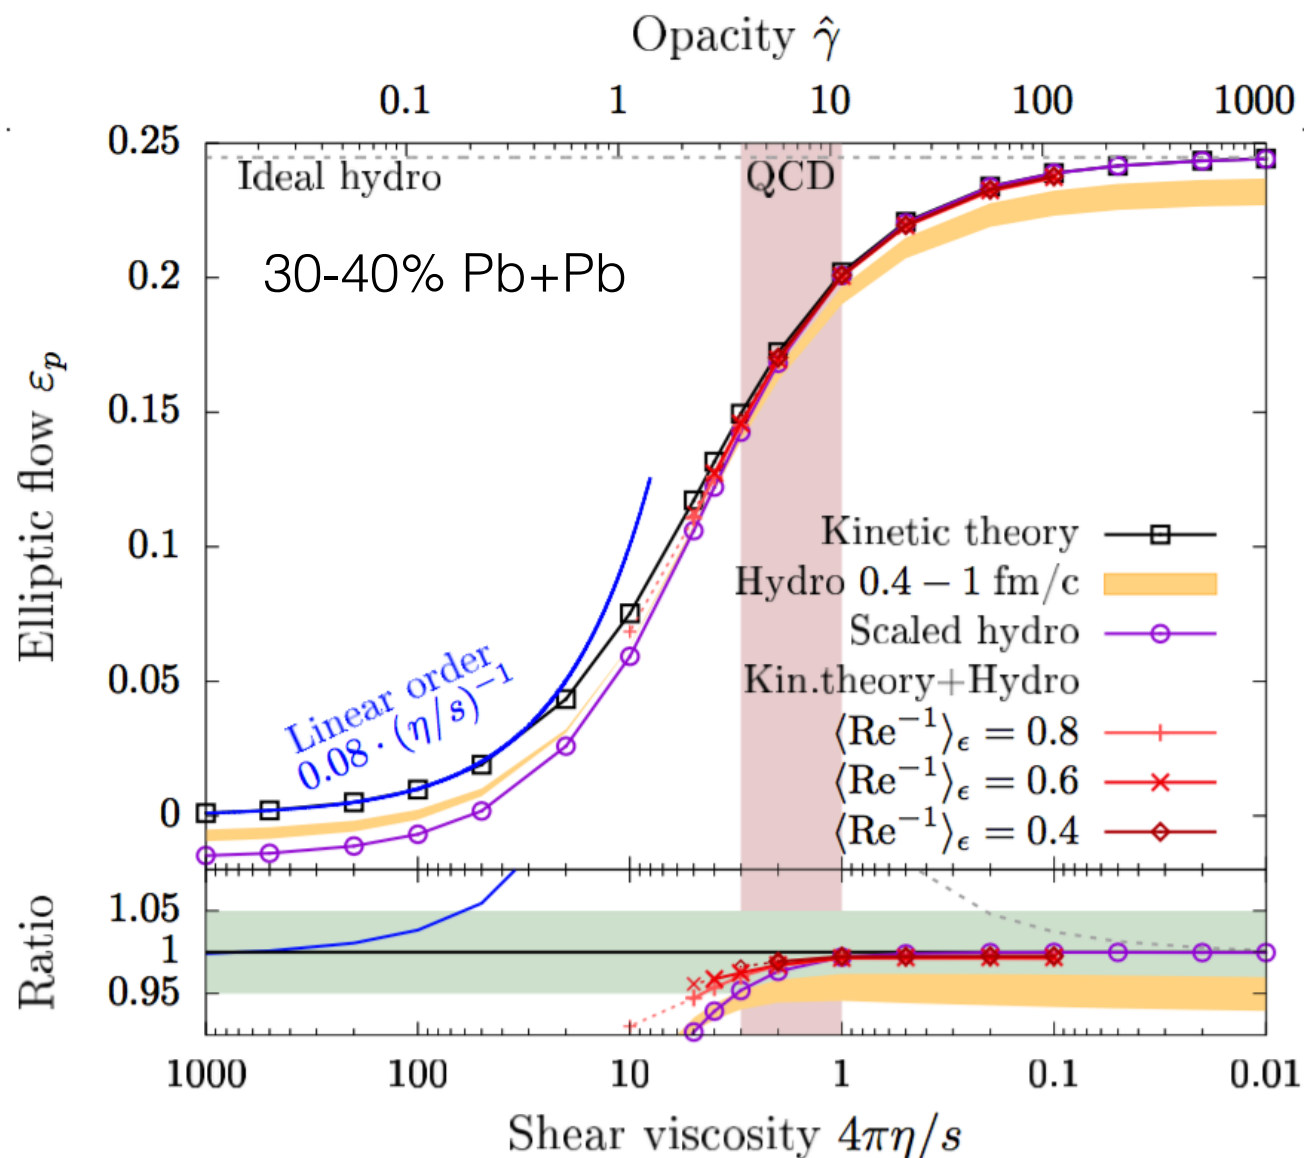 Opacity γ̂
0.1 1 10 100 1000
0.25
0.2
0.15
0.1
0.05
0
Elliptic flow εₚ
Ideal hydro
QCD
30-40% Pb+Pb
Linear order
0.08 · (η/s)⁻¹
Kinetic theory
Hydro 0.4 − 1 fm/c
Scaled hydro
Kin.theory+Hydro
⟨Re⁻¹⟩_ϵ = 0.8
⟨Re⁻¹⟩_ϵ = 0.6
⟨Re⁻¹⟩_ϵ = 0.4
Ratio
1.05
1
0.95
1000 100 10 1 0.1 0.01
Shear viscosity 4πη/s